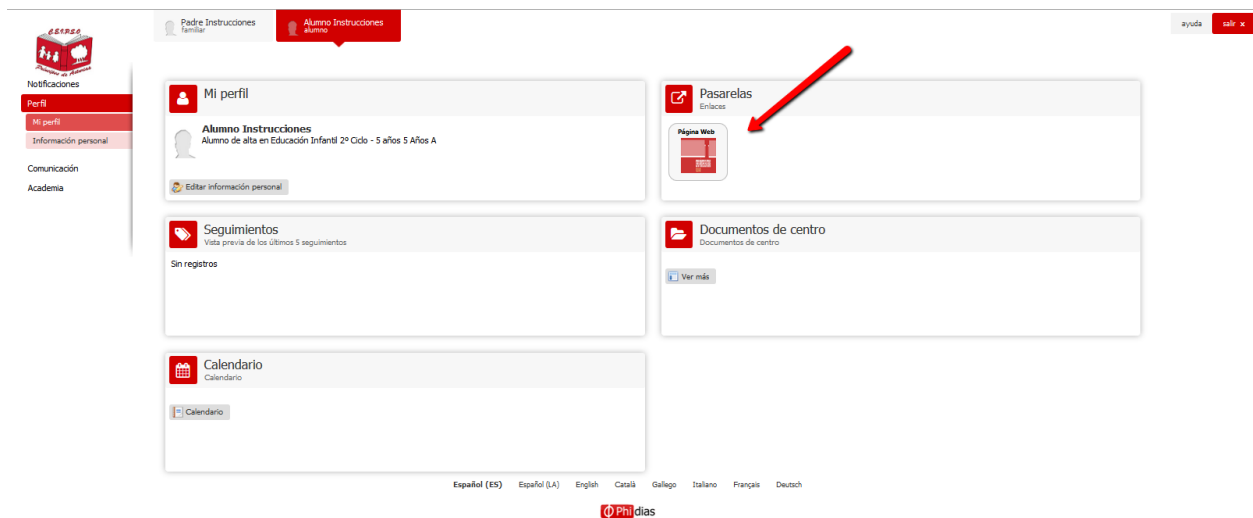 C.E.I.P.S.O.
Príncipe de Asturias
Padre Instrucciones
familiar
Alumno Instrucciones
alumno
ayuda
salir x
Notificaciones
Perfil
Mi perfil
Información personal
Comunicación
Academia
Mi perfil
Alumno Instrucciones
Alumno de alta en Educación Infantil 2º Ciclo - 5 años 5 Años A
Editar información personal
Pasarelas
Enlaces
Página Web
Seguimientos
Vista previa de los últimos 5 seguimientos
Sin registros
Documentos de centro
Documentos de centro
Ver más
Calendario
Calendario
Calendario
Español (ES) Español (LA) English Català Gallego Italiano Français Deutsch
Phidias